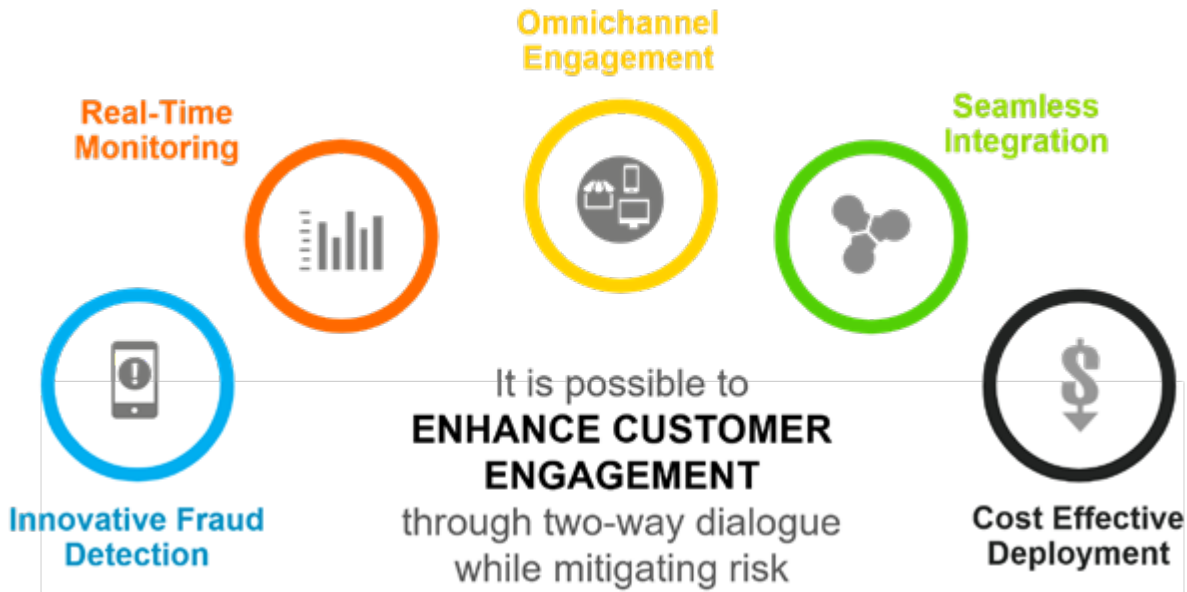 Omnichannel
Engagement
Real-Time
Monitoring
Seamless
Integration
It is possible to
ENHANCE CUSTOMER
ENGAGEMENT
through two-way dialogue
while mitigating risk
Innovative Fraud
Detection
Cost Effective
Deployment